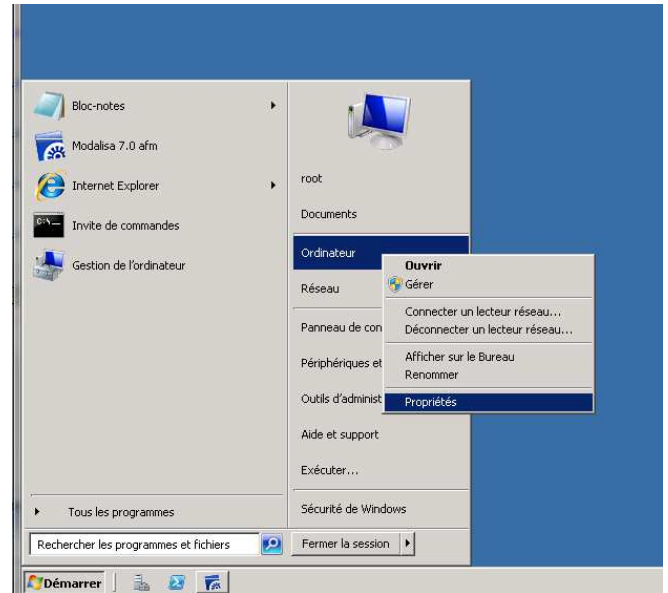 Bloc-notes
Modalisa 7.0 afm
Internet Explorer
Invite de commandes
Gestion de l'ordinateur
Tous les programmes
Rechercher les programmes et fichiers
root
Documents
Ordinateur
Réseau
Panneau de con
Périphériques et
Outils d'administ
Aide et support
Exécuter...
Sécurité de Windows
Fermer la session
Ouvrir
Gérer
Connecter un lecteur réseau...
Déconnecter un lecteur réseau...
Afficher sur le Bureau
Renommer
Propriétés
Démarrer